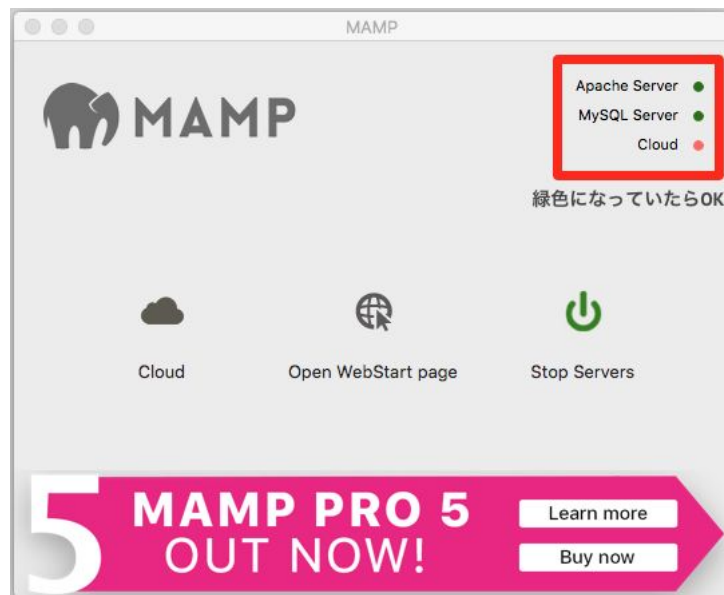 MAMP
MAMP
Apache Server
MySQL Server
Cloud
緑色になっていたらOK
Cloud
Open WebStart page
Stop Servers
5
MAMP PRO 5
OUT NOW!
Learn more
Buy now